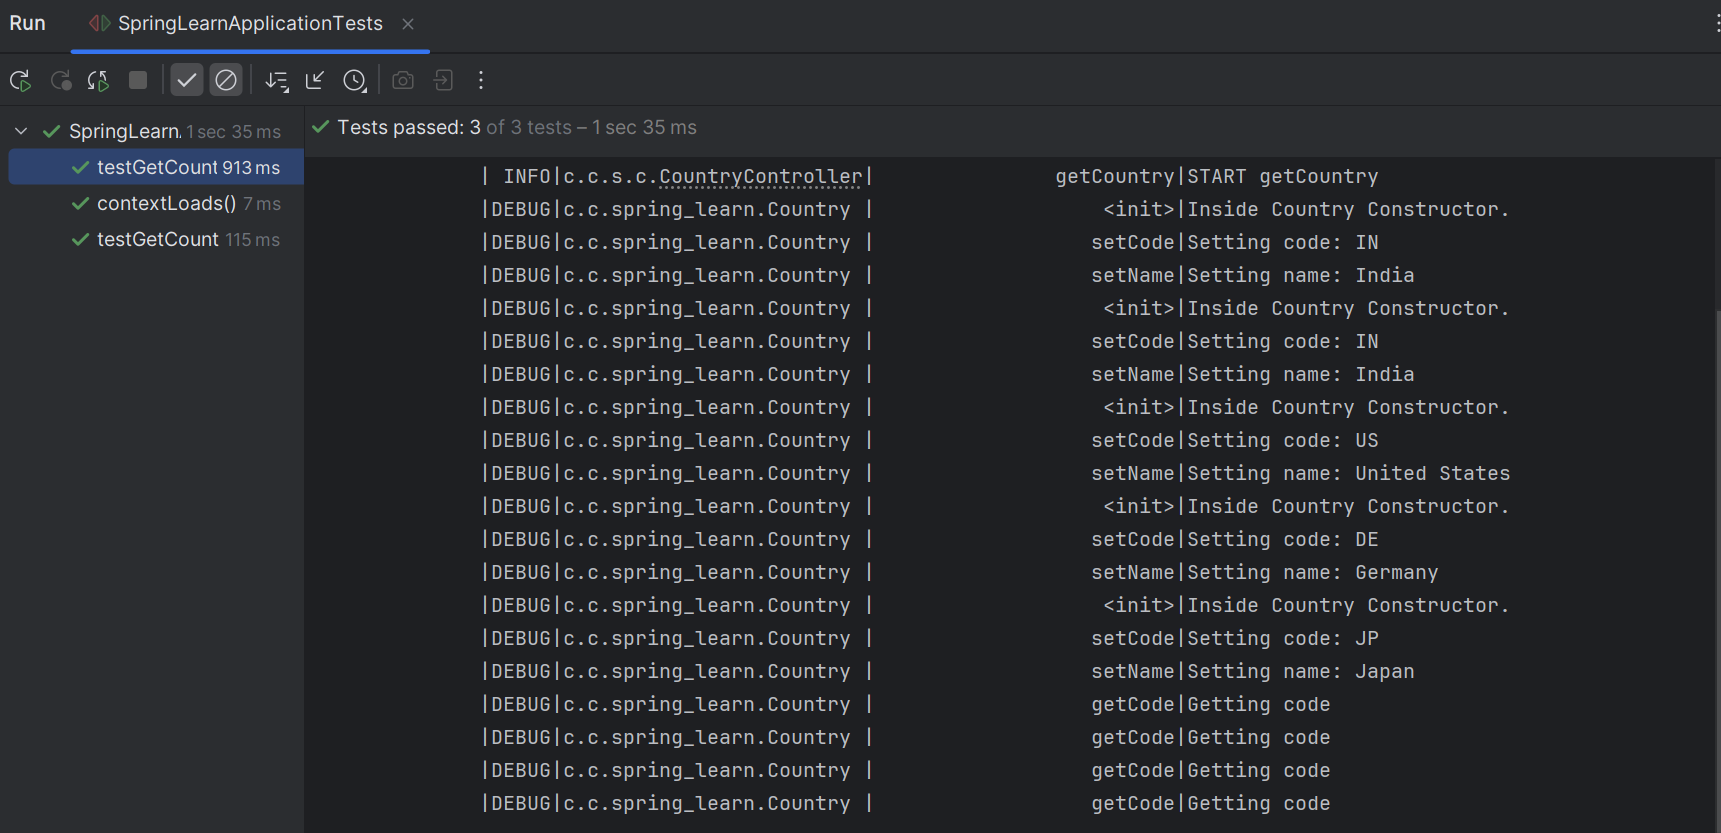 Run SpringLearnApplicationTests
SpringLearn. 1 sec 35 ms
testGetCount 913 ms
contextLoads() 7 ms
testGetCount 115 ms
Tests passed: 3 of 3 tests – 1 sec 35 ms
| INFO|c.c.s.c.CountryController| getCountry|START getCountry
|DEBUG|c.c.spring_learn.Country | <init>|Inside Country Constructor.
|DEBUG|c.c.spring_learn.Country | setCode|Setting code: IN
|DEBUG|c.c.spring_learn.Country | setName|Setting name: India
|DEBUG|c.c.spring_learn.Country | <init>|Inside Country Constructor.
|DEBUG|c.c.spring_learn.Country | setCode|Setting code: IN
|DEBUG|c.c.spring_learn.Country | setName|Setting name: India
|DEBUG|c.c.spring_learn.Country | <init>|Inside Country Constructor.
|DEBUG|c.c.spring_learn.Country | setCode|Setting code: US
|DEBUG|c.c.spring_learn.Country | setName|Setting name: United States
|DEBUG|c.c.spring_learn.Country | <init>|Inside Country Constructor.
|DEBUG|c.c.spring_learn.Country | setCode|Setting code: DE
|DEBUG|c.c.spring_learn.Country | setName|Setting name: Germany
|DEBUG|c.c.spring_learn.Country | <init>|Inside Country Constructor.
|DEBUG|c.c.spring_learn.Country | setCode|Setting code: JP
|DEBUG|c.c.spring_learn.Country | setName|Setting name: Japan
|DEBUG|c.c.spring_learn.Country | getCode|Getting code
|DEBUG|c.c.spring_learn.Country | getCode|Getting code
|DEBUG|c.c.spring_learn.Country | getCode|Getting code
|DEBUG|c.c.spring_learn.Country | getCode|Getting code